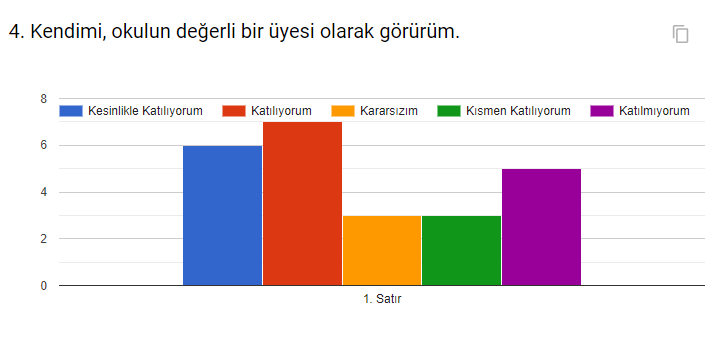 4. Kendimi, okulun değerli bir üyesi olarak görürüm.
8
Kesinlikle Katılıyorum Katılıyorum Kararsızım Kısmen Katılıyorum Katılmıyorum
6
4
2
0
1. Satır